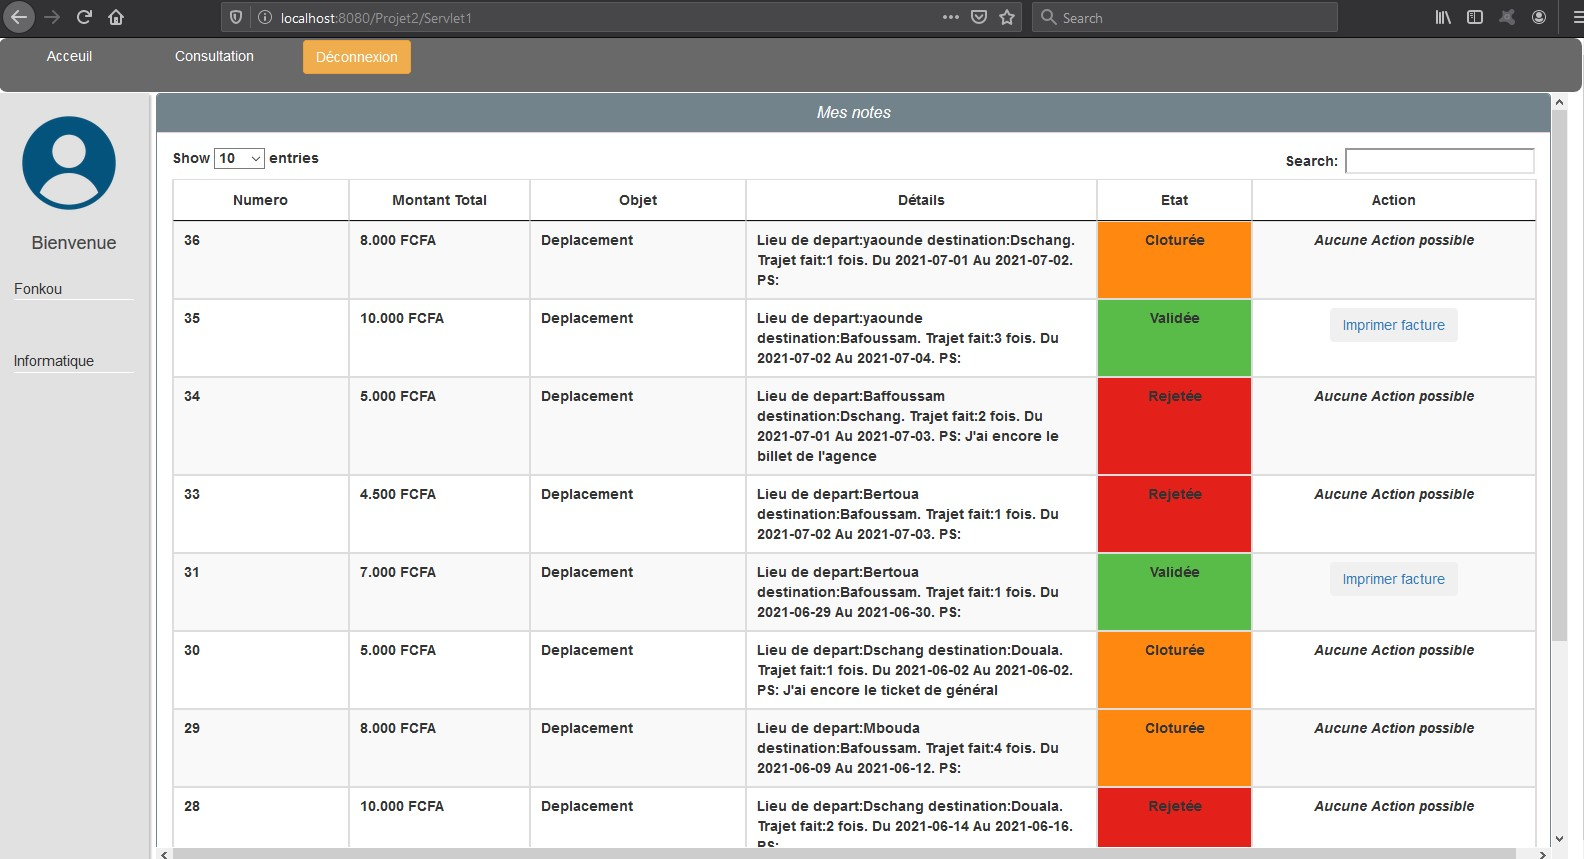 localhost:8080/Projet2/Servlet1
Search
Acceuil
Consultation
Déconnexion
Bienvenue
Fonkou
Informatique
Mes notes
Show 10 entries
Search:
Numero
Montant Total
Objet
Détails
Etat
Action
36
8.000 FCFA
Deplacement
Lieu de depart:yaounde destination:Dschang.
Trajet fait:1 fois. Du 2021-07-01 Au 2021-07-02.
PS:
Cloturée
Aucune Action possible
35
10.000 FCFA
Deplacement
Lieu de depart:yaounde
destination:Bafoussam. Trajet fait:3 fois. Du
2021-07-02 Au 2021-07-04. PS:
Validée
Imprimer facture
34
5.000 FCFA
Deplacement
Lieu de depart:Baffoussam
destination:Dschang. Trajet fait:2 fois. Du
2021-07-01 Au 2021-07-03. PS: J'ai encore le
billet de l'agence
Rejetée
Aucune Action possible
33
4.500 FCFA
Deplacement
Lieu de depart:Bertoua
destination:Bafoussam. Trajet fait:1 fois. Du
2021-07-02 Au 2021-07-03. PS:
Rejetée
Aucune Action possible
31
7.000 FCFA
Deplacement
Lieu de depart:Bertoua
destination:Bafoussam. Trajet fait:1 fois. Du
2021-06-29 Au 2021-06-30. PS:
Validée
Imprimer facture
30
5.000 FCFA
Deplacement
Lieu de depart:Dschang destination:Douala.
Trajet fait:1 fois. Du 2021-06-02 Au 2021-06-02.
PS: J'ai encore le ticket de général
Cloturée
Aucune Action possible
29
8.000 FCFA
Deplacement
Lieu de depart:Mbouda
destination:Bafoussam. Trajet fait:4 fois. Du
2021-06-09 Au 2021-06-12. PS:
Cloturée
Aucune Action possible
28
10.000 FCFA
Deplacement
Lieu de depart:Dschang destination:Douala.
Trajet fait:2 fois. Du 2021-06-14 Au 2021-06-16.
PS:
Rejetée
Aucune Action possible